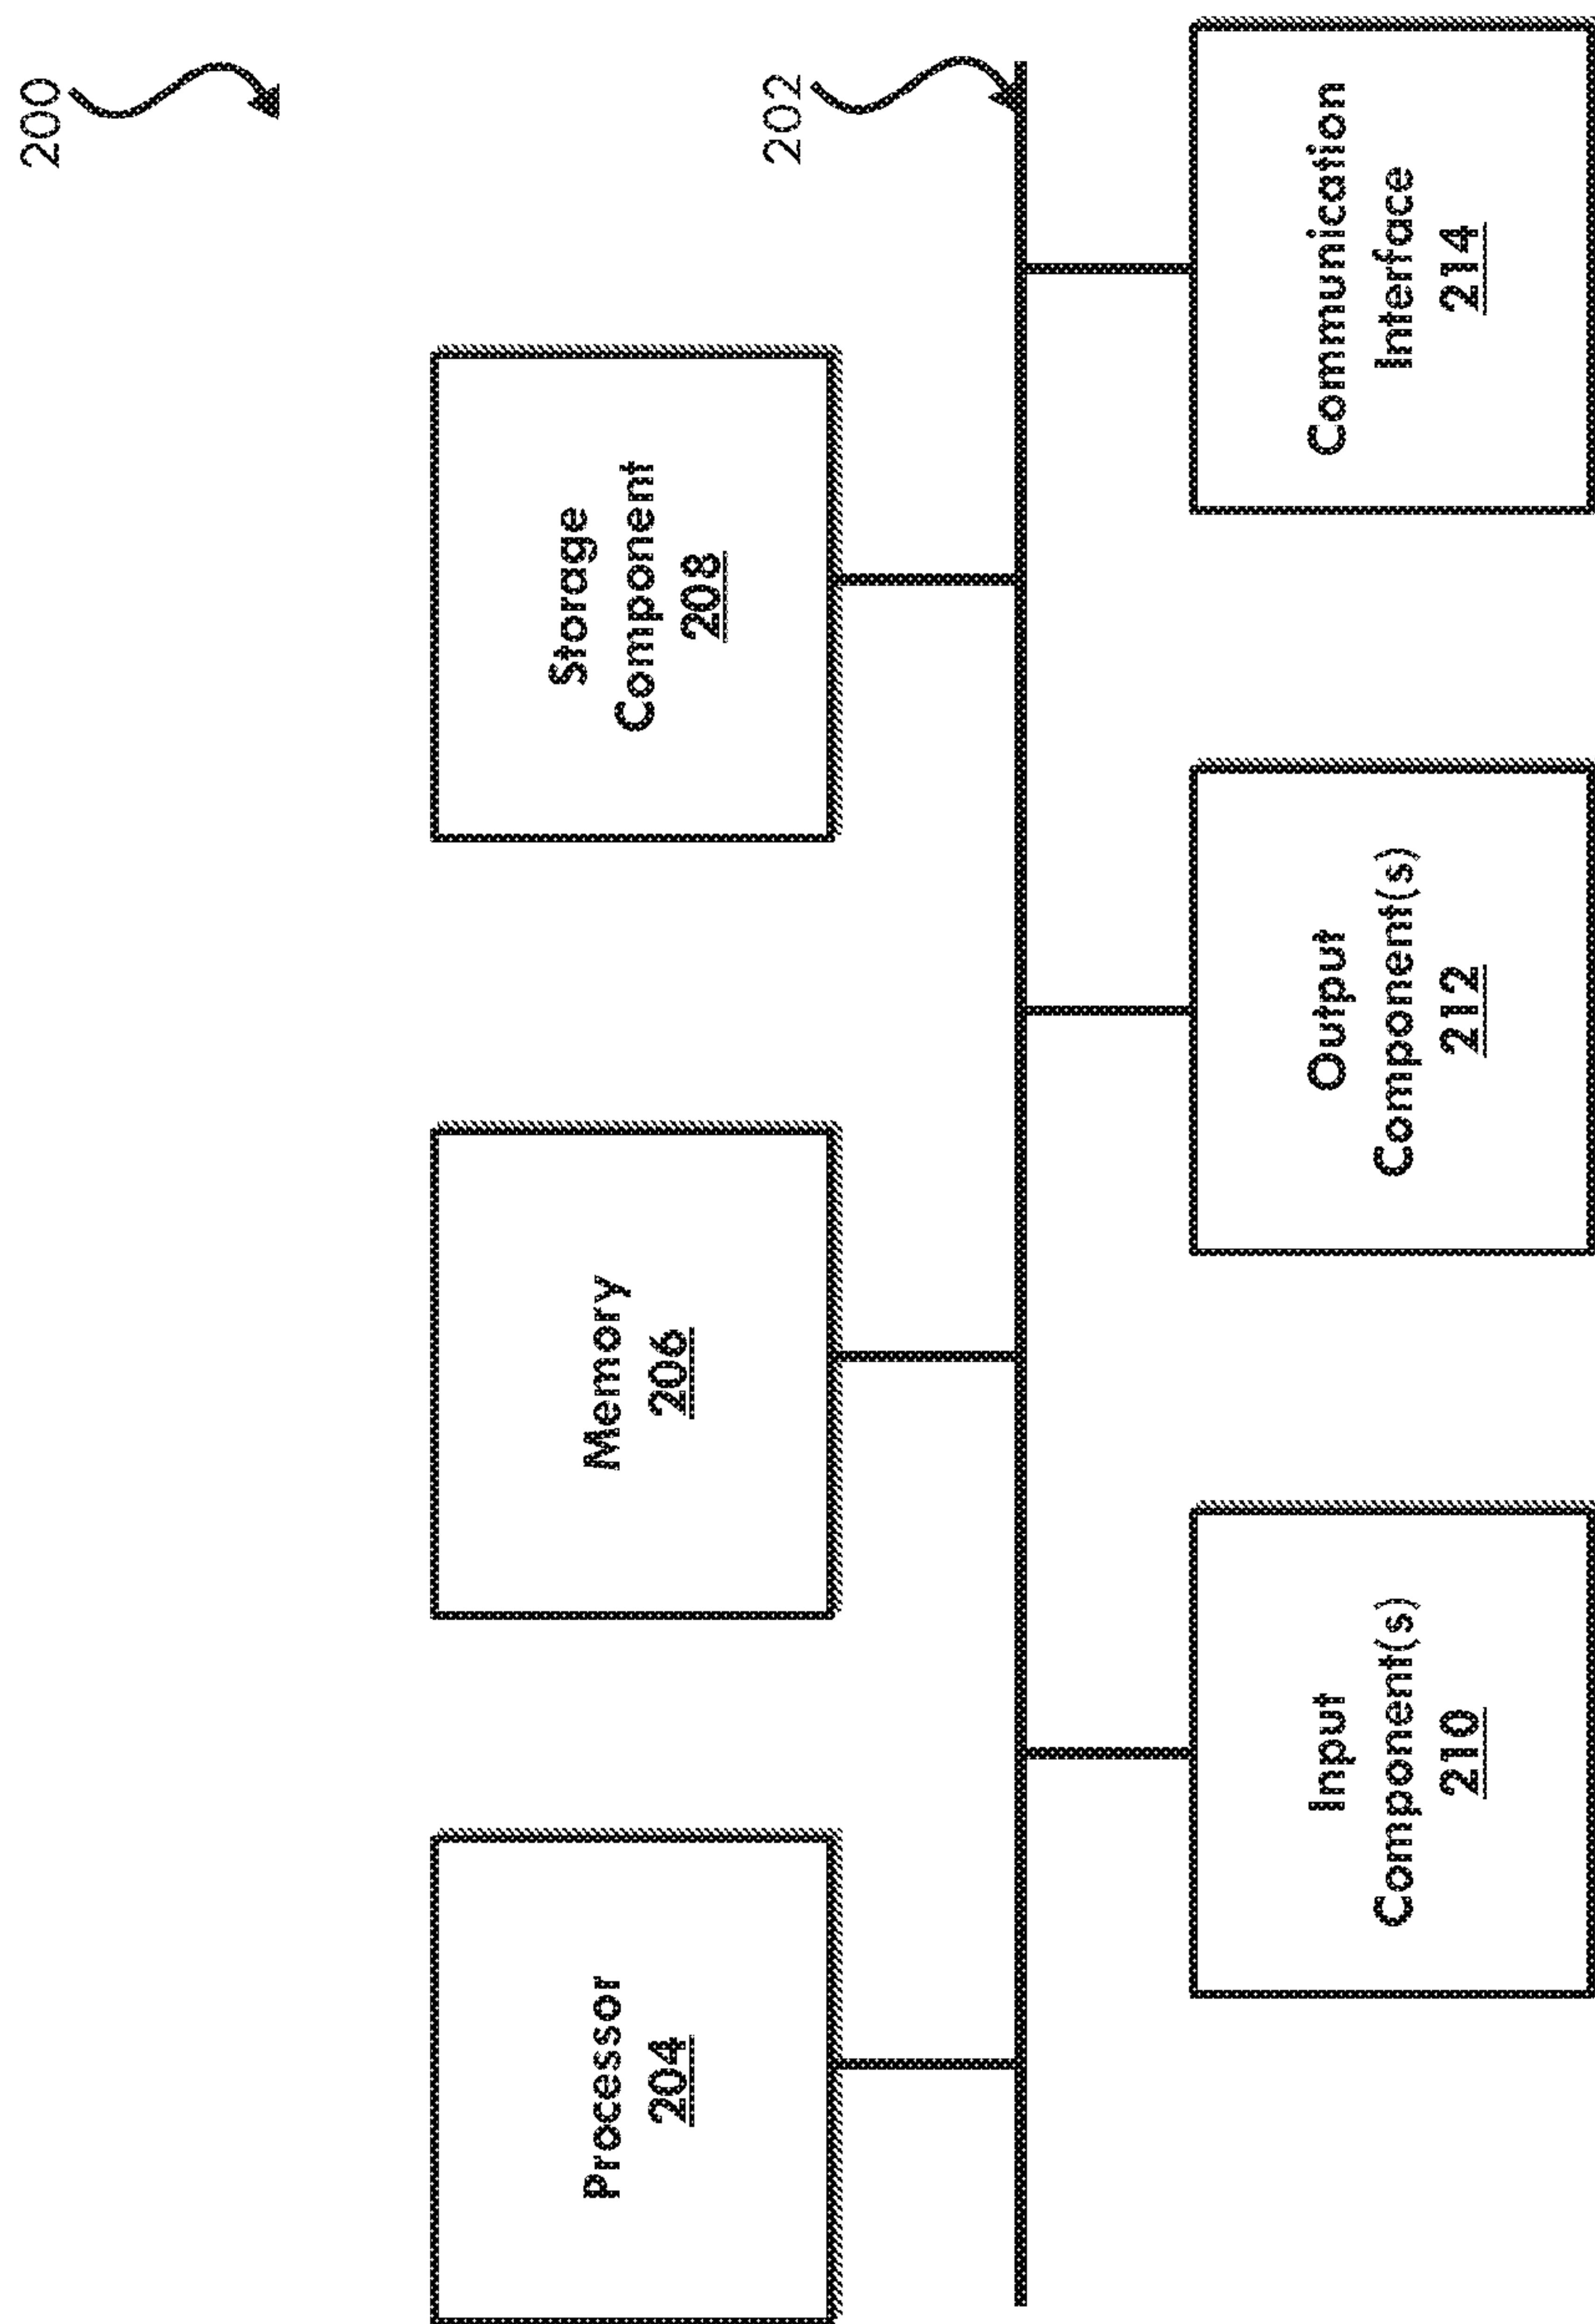 200
Processor
204
Memory
206
Storage
Component
208
202
Input
Component(s)
210
Output
Component(s)
212
Communication
Interface
214